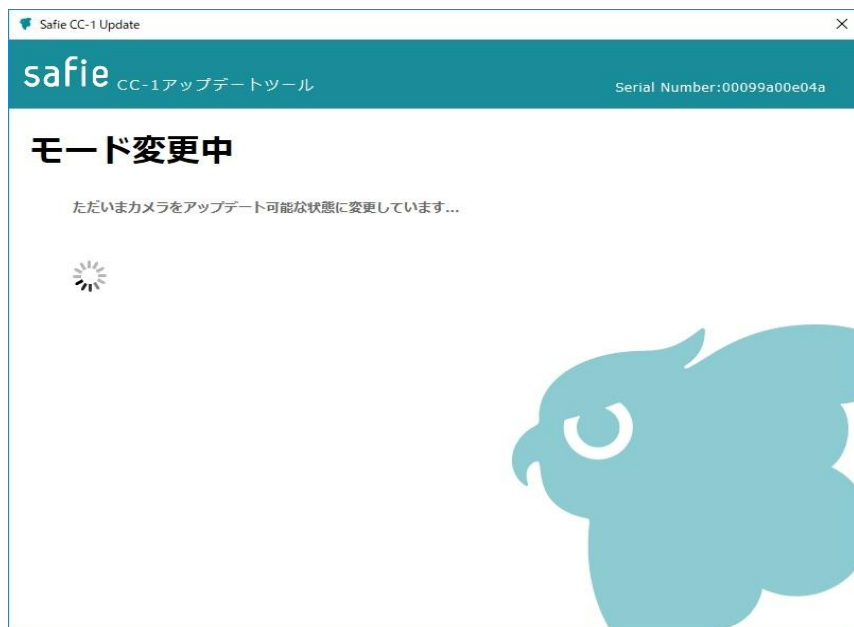 Safie CC-1 Update
safie CC-1アップデートツール
Serial Number:00099a00e04a
モード変更中
ただいまカメラをアップデート可能な状態に変更しています...